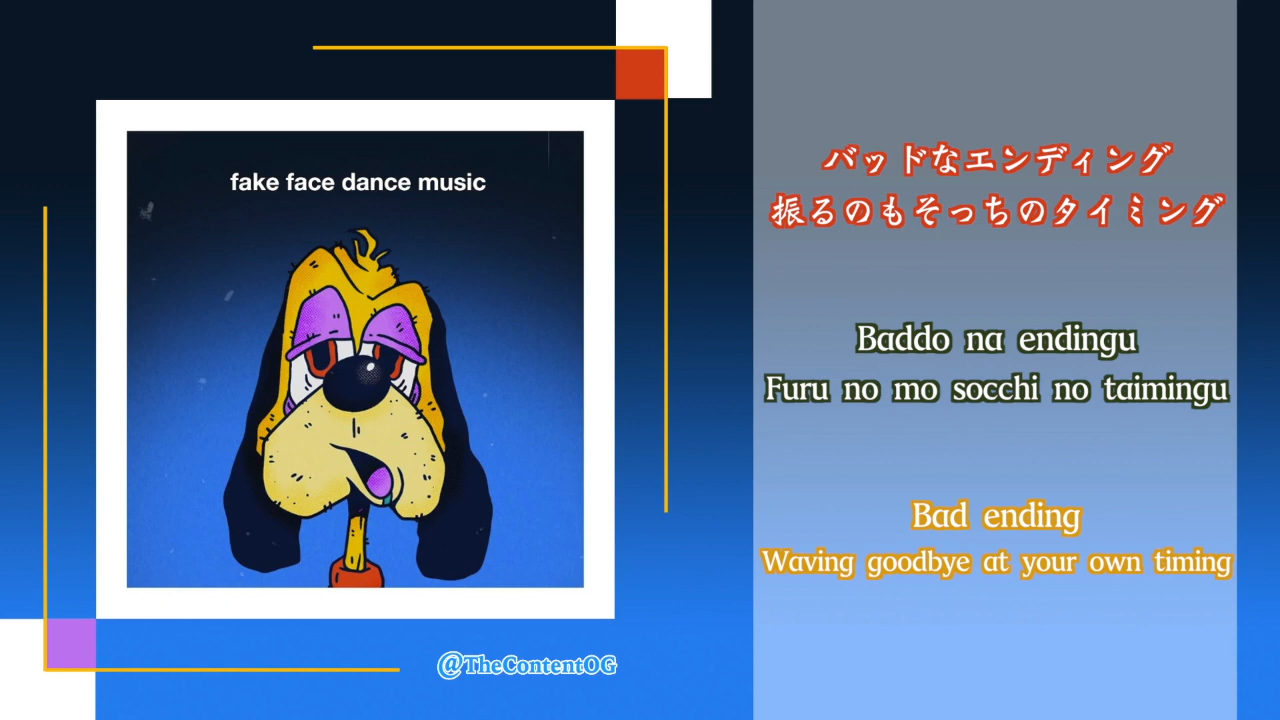 fake face dance music
バッドなエンディング
振るのもそっちのタイミング
Baddo na endingu
Furu no mo socchi no taimingu
Bad ending
Waving goodbye at your own timing
@TheContentOG